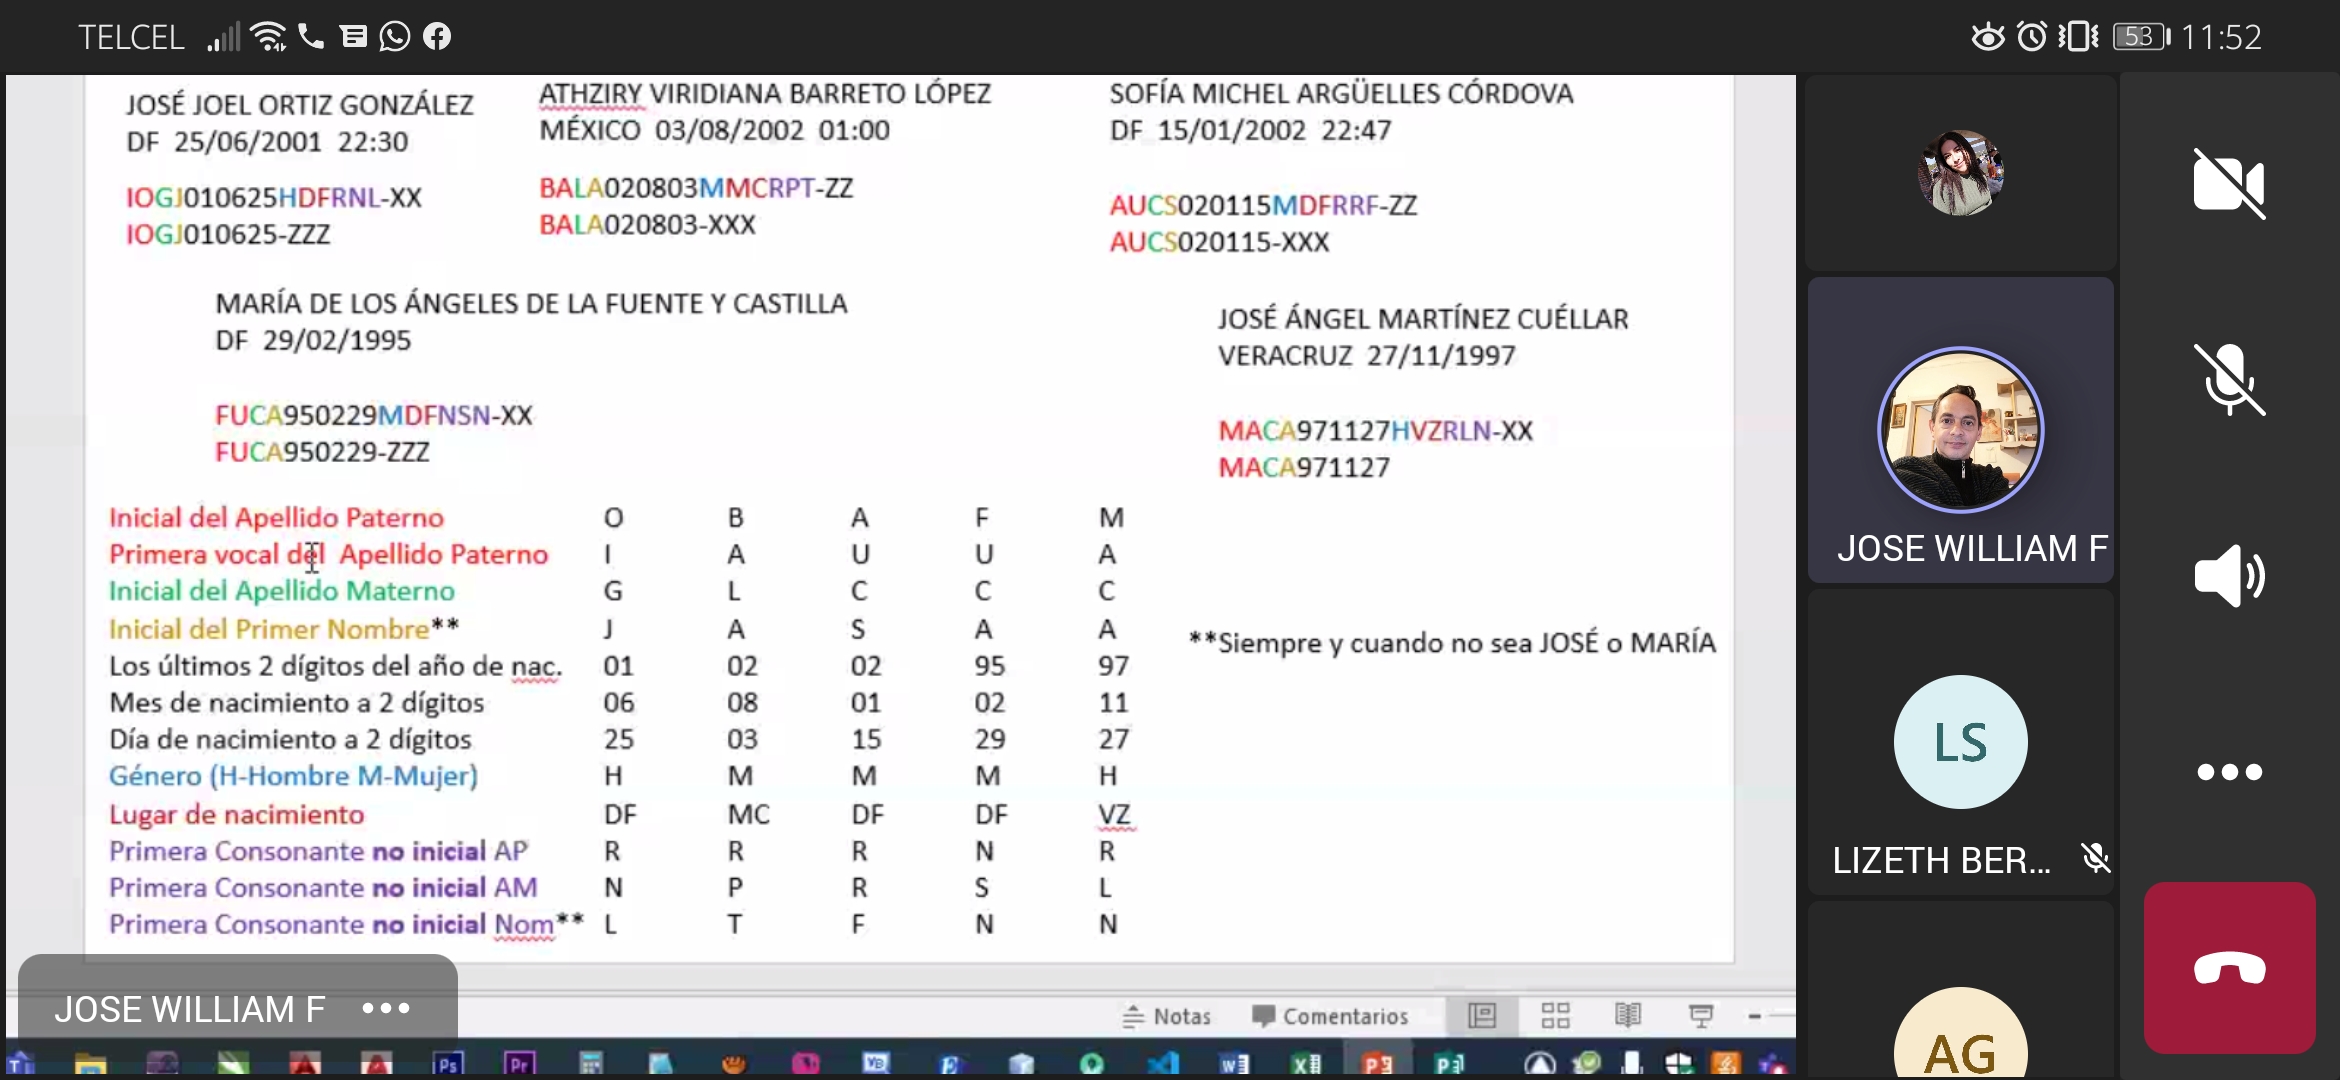 TELCEL 53 11:52
JOSÉ JOEL ORTIZ GONZÁLEZ
DF 25/06/2001 22:30
IOGJ010625HDFRNL-XX
IOGJ010625-ZZZ
ATHZIRY VIRIDIANA BARRETO LÓPEZ
MÉXICO 03/08/2002 01:00
BALA020803MMCRPT-ZZ
BALA020803-XXX
SOFÍA MICHEL ARGÜELLES CÓRDOVA
DF 15/01/2002 22:47
AUCS020115MDFRRF-ZZ
AUCS020115-XXX
MARÍA DE LOS ÁNGELES DE LA FUENTE Y CASTILLA
DF 29/02/1995
FUCA950229MDFNSN-XX
FUCA950229-ZZZ
JOSÉ ÁNGEL MARTÍNEZ CUÉLLAR
VERACRUZ 27/11/1997
MACA971127HVZRLN-XX
MACA971127
Inicial del Apellido Paterno O B A F M
Primera vocal del Apellido Paterno I A U U A
Inicial del Apellido Materno G L C C C
Inicial del Primer Nombre** J A S A A
**Siempre y cuando no sea JOSÉ o MARÍA
Los últimos 2 dígitos del año de nac. 01 02 02 95 97
Mes de nacimiento a 2 dígitos 06 08 01 02 11
Día de nacimiento a 2 dígitos 25 03 15 29 27
Género (H-Hombre M-Mujer) H M M M H
Lugar de nacimiento DF MC DF DF VZ
Primera Consonante no inicial AP R R R N R
Primera Consonante no inicial AM N P R S L
Primera Consonante no inicial Nom** L T F N N
JOSE WILLIAM F
Notas Comentarios
Ps Pr
JOSE WILLIAM F
LS
LIZETH BER...
AG